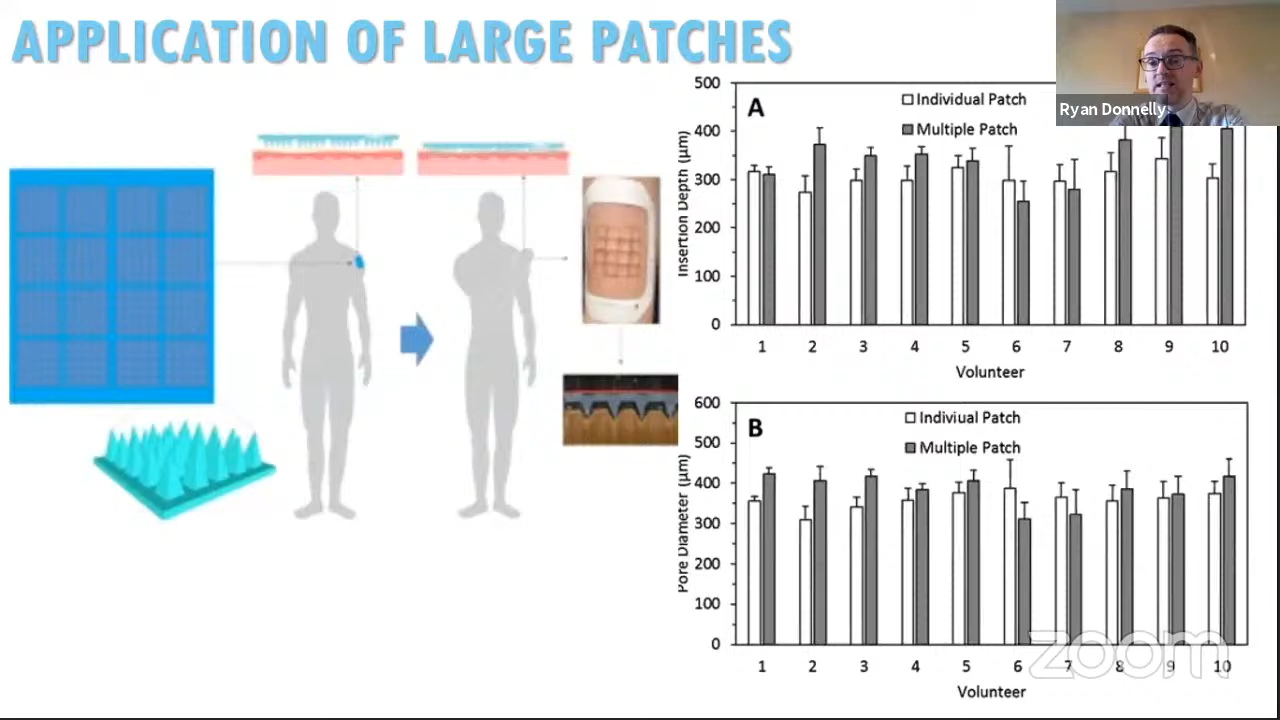 APPLICATION OF LARGE PATCHES
Ryan Donnelly
A
Individual Patch
Multiple Patch
500
400
300
200
100
0
Insertion Depth (µm)
1 2 3 4 5 6 7 8 9 10
Volunteer
B
Indiviual Patch
Multiple Patch
600
500
400
300
200
100
0
Pore Diameter (µm)
1 2 3 4 5 6 7 8 9 10
Volunteer
zoom